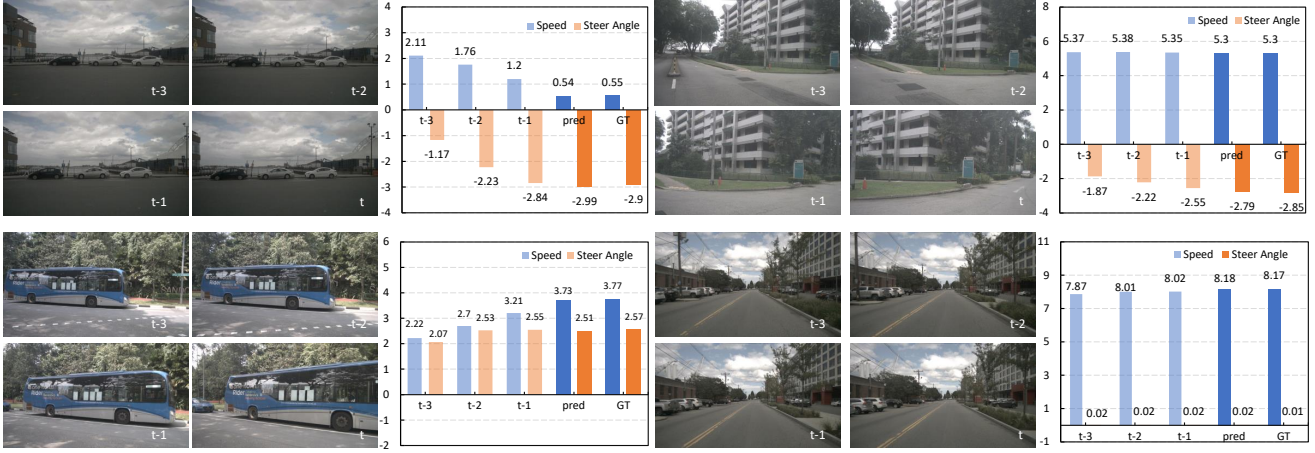 t-3
t-2
t-1
t
4
3
2
1
0
-1
-2
-3
-4
Speed Steer Angle
2.11
1.76
1.2
0.54
0.55
t-3 t-2 t-1 pred GT
-1.17
-2.23
-2.84
-2.99
-2.9
t-3
t-2
t-1
t
8
6
4
2
0
-2
-4
Speed Steer Angle
5.37 5.38 5.35 5.3 5.3
t-3 t-2 t-1 pred GT
-1.87
-2.22
-2.55
-2.79
-2.85
t-3
t-2
t-1
t
Rider
6
5
4
3
2
1
0
-1
-2
Speed Steer Angle
2.22 2.07
2.7 2.53
3.21 2.55
3.73 2.51
3.77 2.57
t-3 t-2 t-1 pred GT
t-3
t-2
t-1
t
11
9
7
5
3
1
-1
Speed Steer Angle
7.87 8.01 8.02 8.18 8.17
0.02 0.02 0.02 0.02 0.01
t-3 t-2 t-1 pred GT